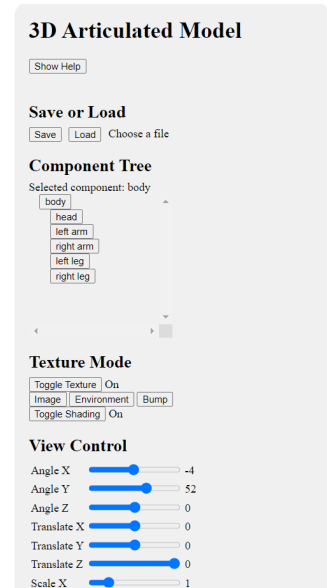 3D Articulated Model
Show Help
Save or Load
Save Load Choose a file
Component Tree
Selected component: body
body
head
left arm
right arm
left leg
right leg
Texture Mode
Toggle Texture On
Image Environment Bump
Toggle Shading On
View Control
Angle X -4
Angle Y 52
Angle Z 0
Translate X 0
Translate Y 0
Translate Z 0
Scale X 1